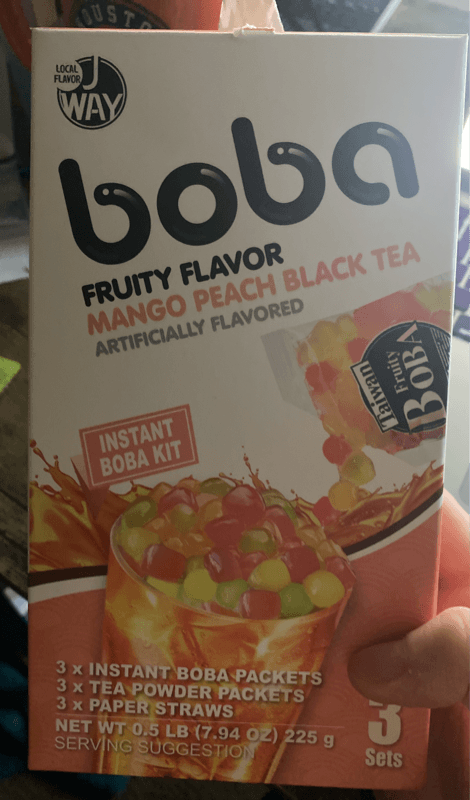 OUSTO
LOCAL
FLAVOR
J
WAY
boba
FRUITY FLAVOR
MANGO PEACH BLACK TEA
ARTIFICIALLY FLAVORED
Taiwan
Fruity
BOBA
INSTANT
BOBA KIT
3 x INSTANT BOBA PACKETS
3 x TEA POWDER PACKETS
3 x PAPER STRAWS
NET WT 0.5 LB (7.94 OZ) 225 g
SERVING SUGGESTION
3
Sets